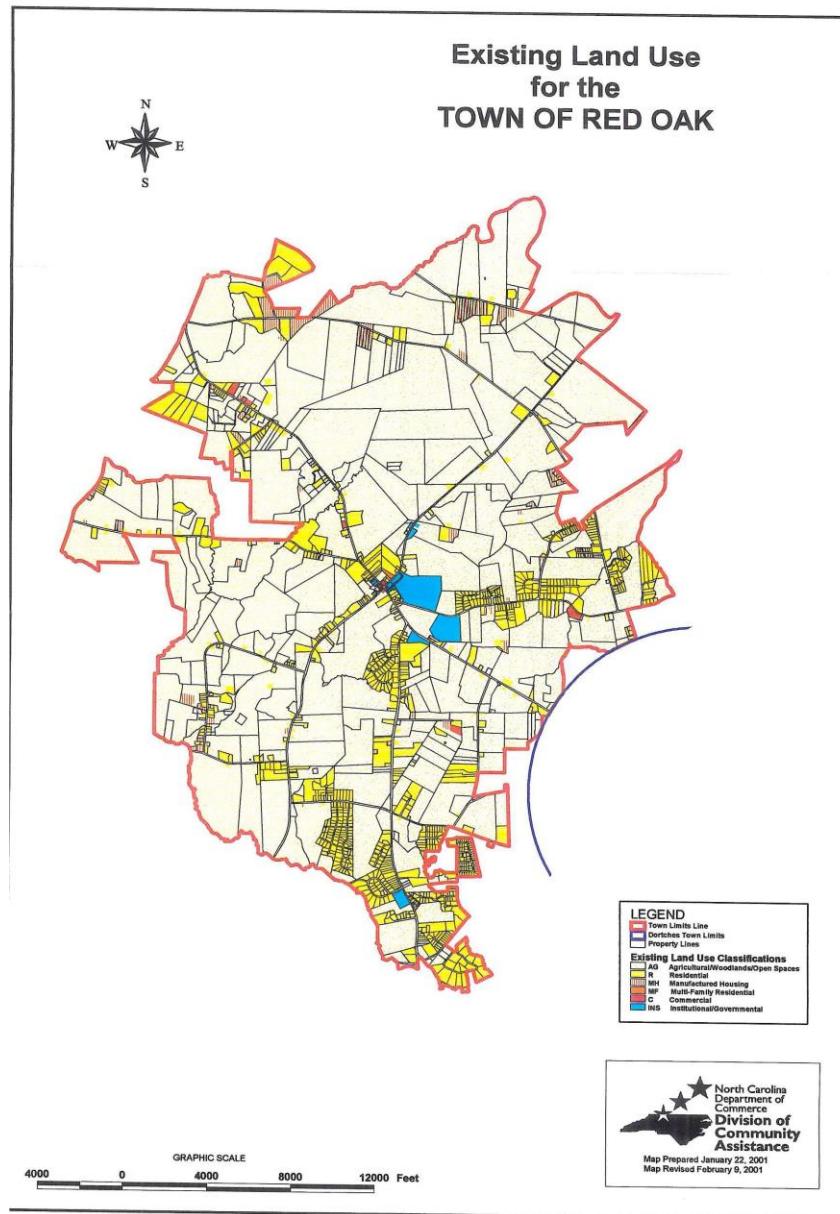 Existing Land Use
for the
TOWN OF RED OAK
N
W E
S
LEGEND
Town Limits Line
Dortches Town Limits
Property Lines
Existing Land Use Classifications
AG Agricultural/Woodlands/Open Spaces
R Residential
MH Manufactured Housing
MF Multi-Family Residential
C Commercial
INS Institutional/Governmental
North Carolina
Department of
Commerce
Division of
Community
Assistance
Map Prepared January 22, 2001
Map Revised February 9, 2001
GRAPHIC SCALE
4000 0 4000 8000 12000 Feet